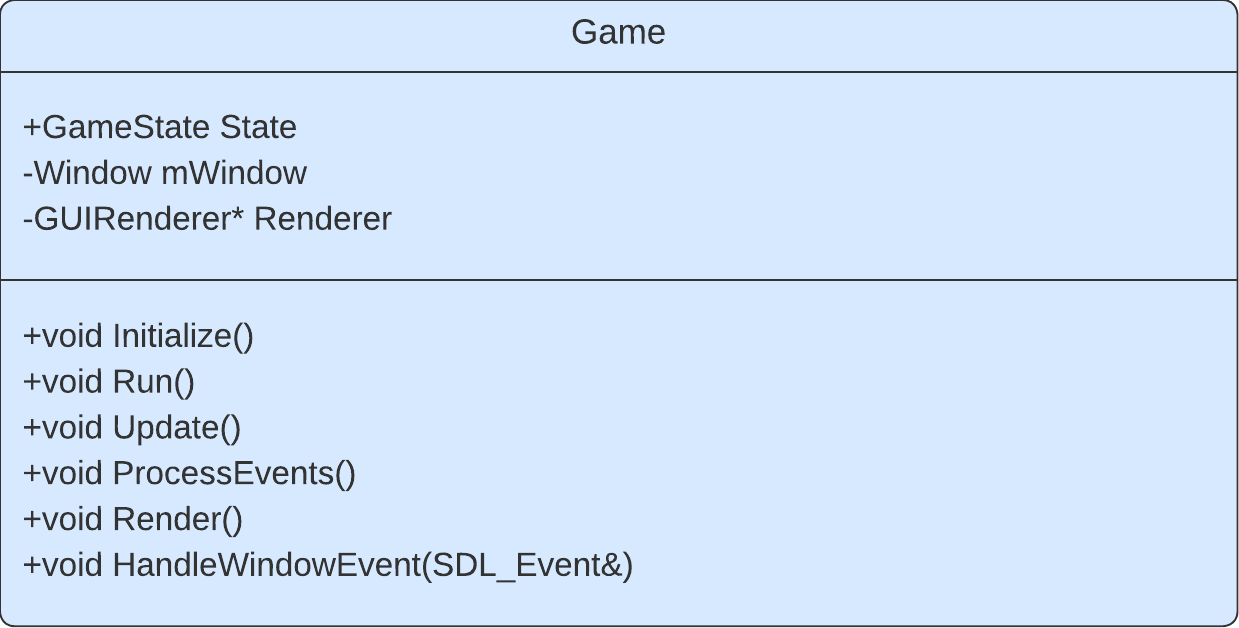 Game
+GameState State
-Window mWindow
-GUIRenderer* Renderer
+void Initialize()
+void Run()
+void Update()
+void ProcessEvents()
+void Render()
+void HandleWindowEvent(SDL_Event&)